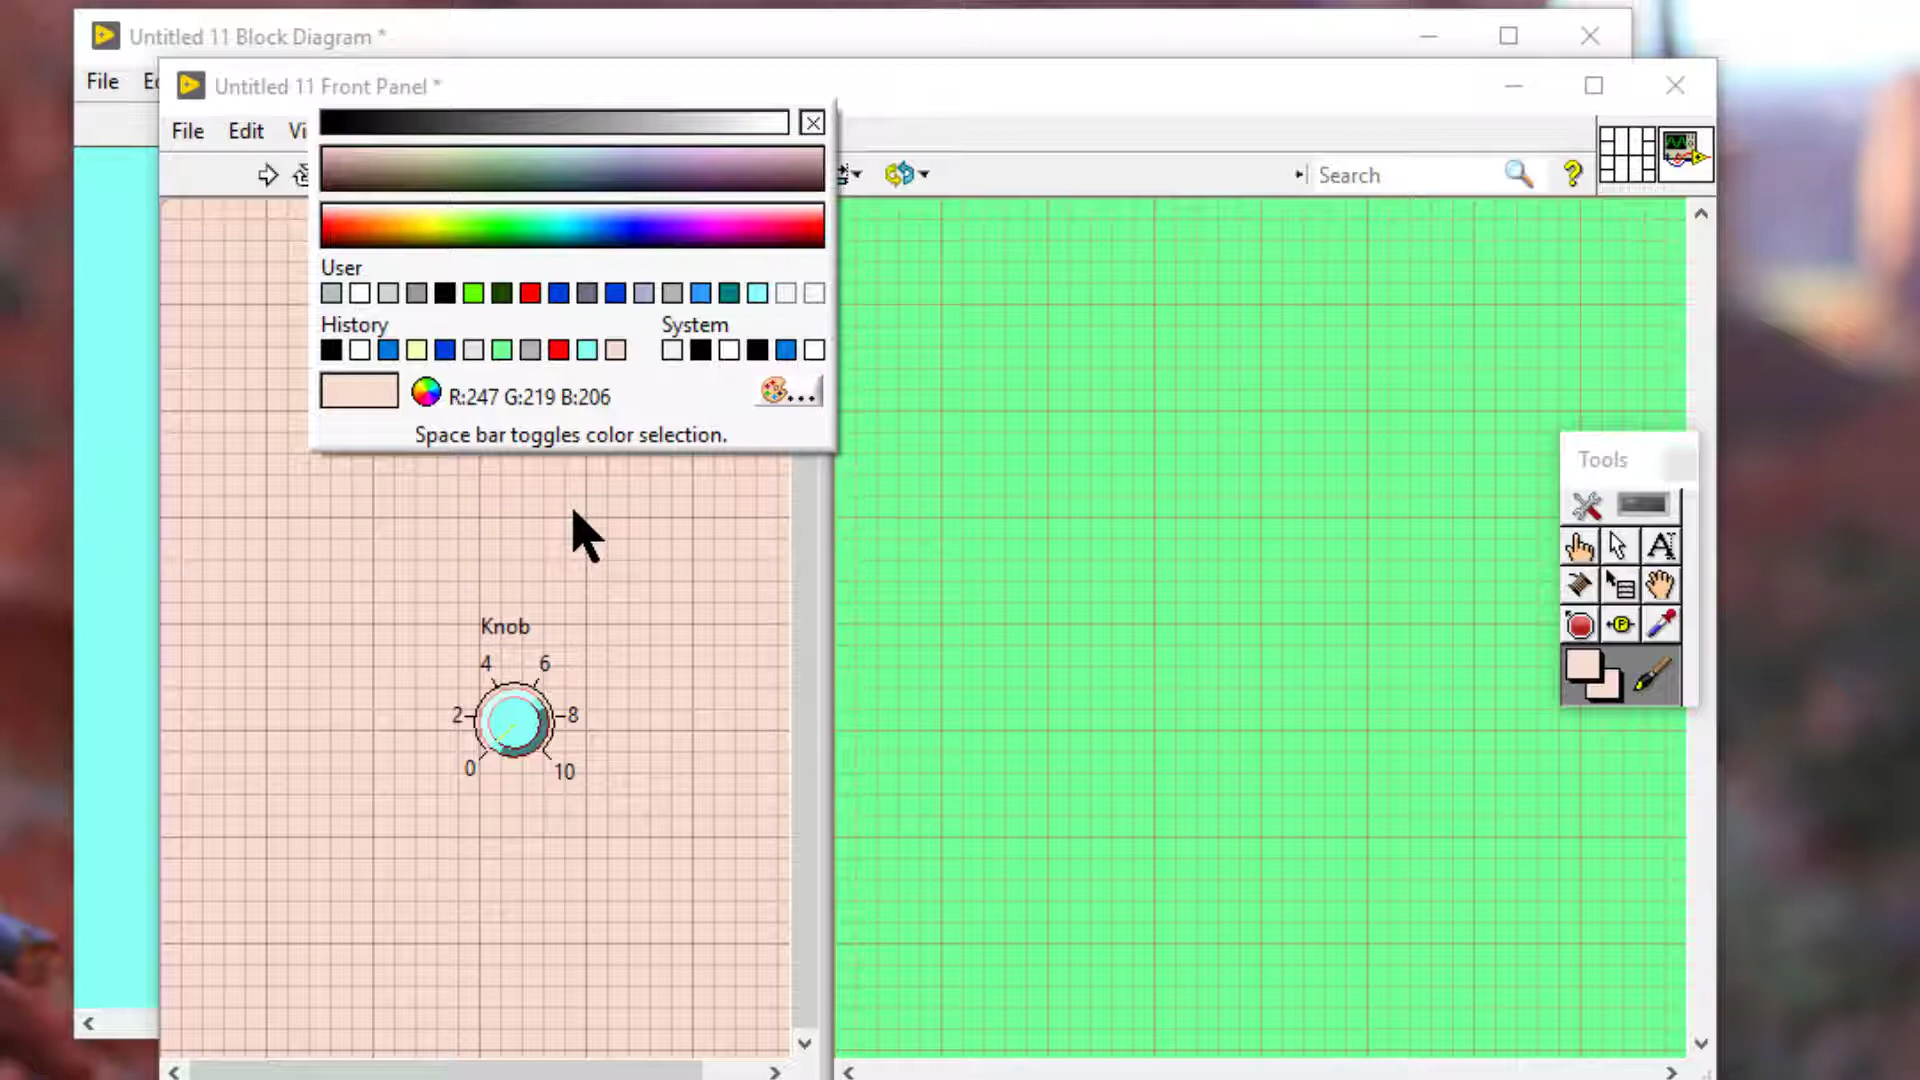 Untitled 11 Block Diagram *
File
Untitled 11 Front Panel *
File Edit Vi
Search
User
History
System
R:247 G:219 B:206
Space bar toggles color selection.
Tools
Knob
4 6
2 8
0 10